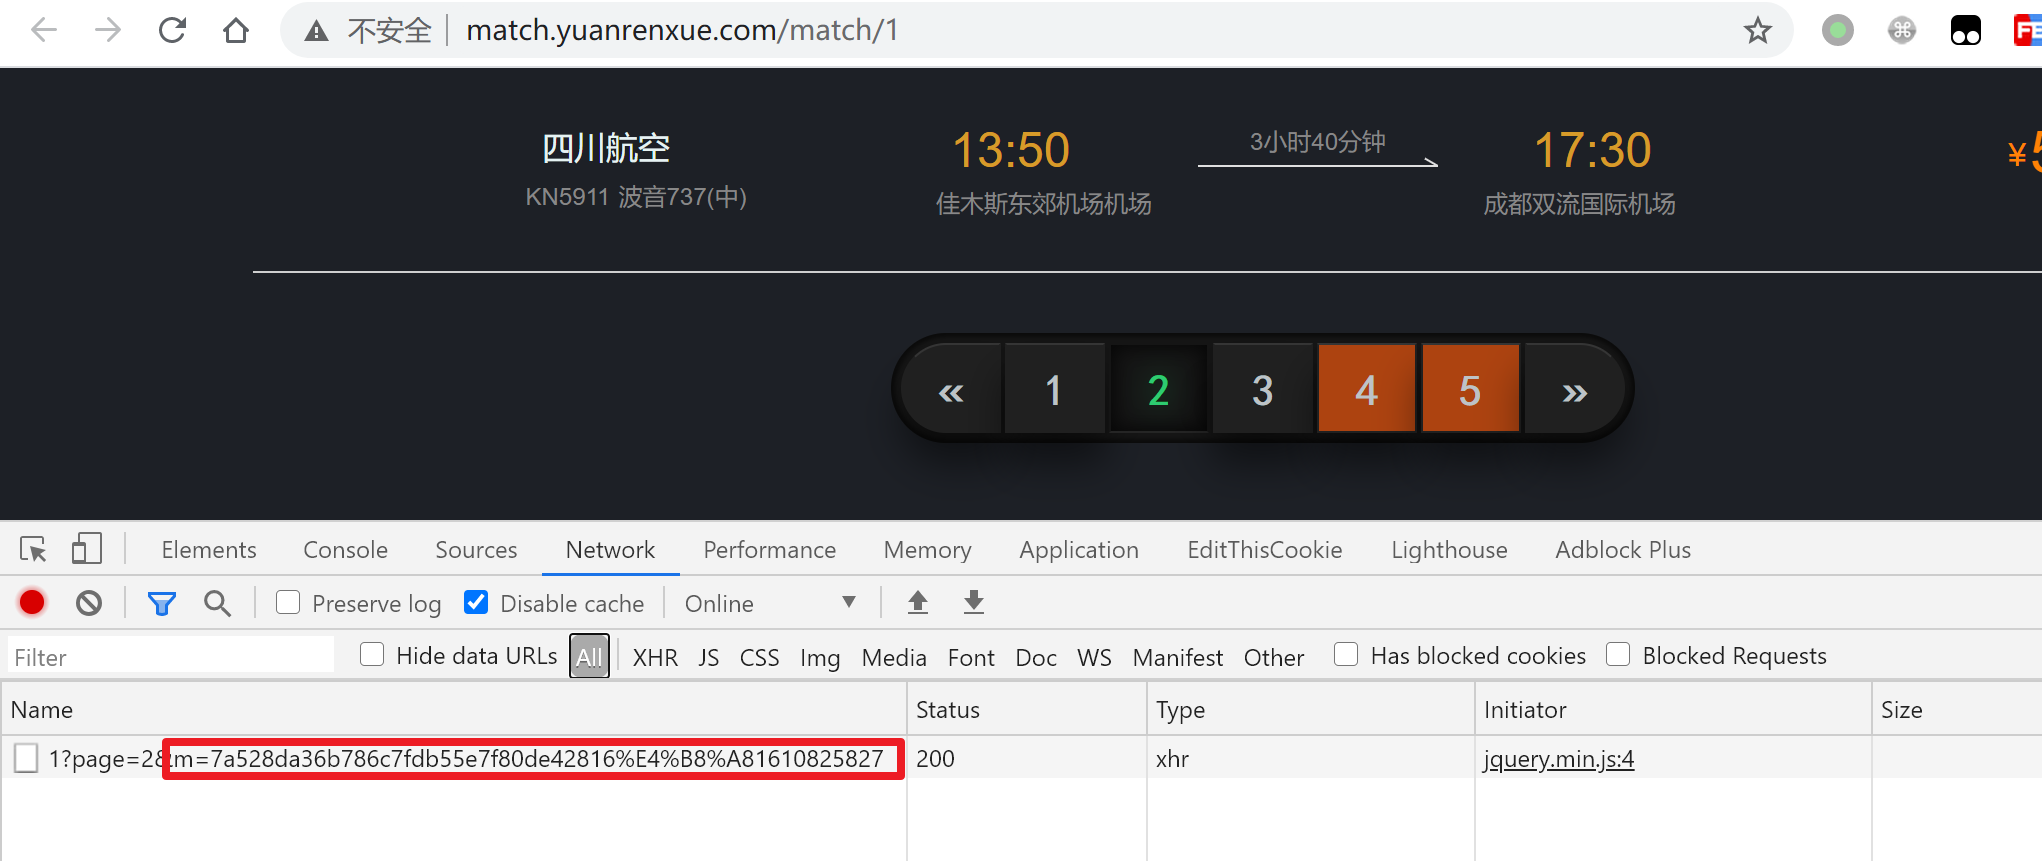 不安全 match.yuanrenxue.com/match/1
四川航空 13:50 3小时40分钟 17:30 ¥5
KN5911 波音737(中) 佳木斯东郊机场机场 成都双流国际机场
« 1 2 3 4 5 »
Elements Console Sources Network Performance Memory Application EditThisCookie Lighthouse Adblock Plus
Preserve log Disable cache Online
Filter Hide data URLs All XHR JS CSS Img Media Font Doc WS Manifest Other Has blocked cookies Blocked Requests
Name Status Type Initiator Size
1?page=2&m=7a528da36b786c7fdb55e7f80de42816%E4%B8%A81610825827 200 xhr jquery.min.js:4